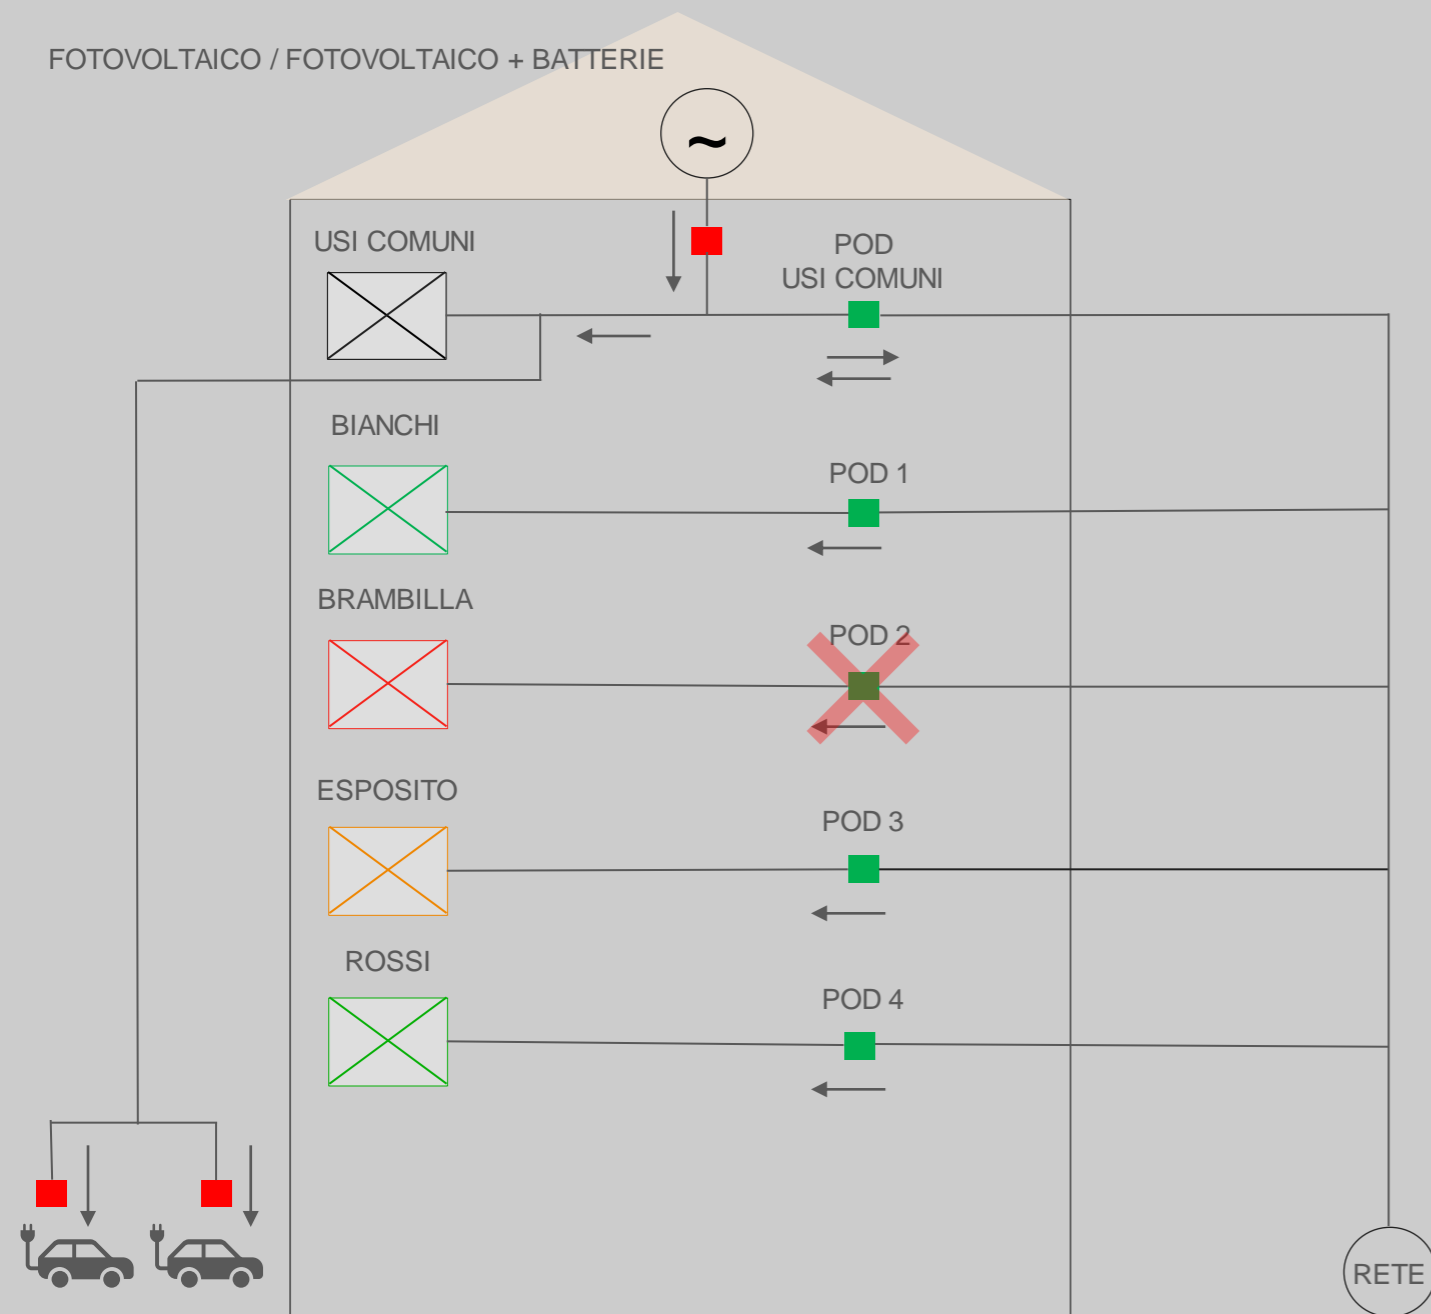 FOTOVOLTAICO / FOTOVOLTAICO + BATTERIE
~
USI COMUNI
POD
USI COMUNI
BIANCHI
POD 1
BRAMBILLA
POD 2
ESPOSITO
POD 3
ROSSI
POD 4
RETE